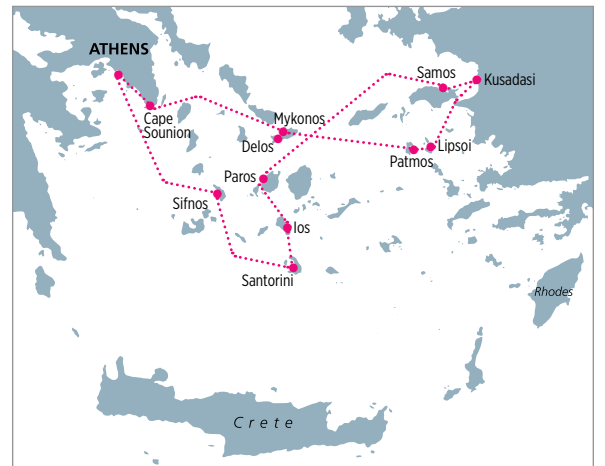 ATHENS
Samos
Kusadasi
Cape
Sounion
Mykonos
Delos
Lipsoi
Patmos
Paros
Sifnos
Ios
Santorini
Rhodes
Crete